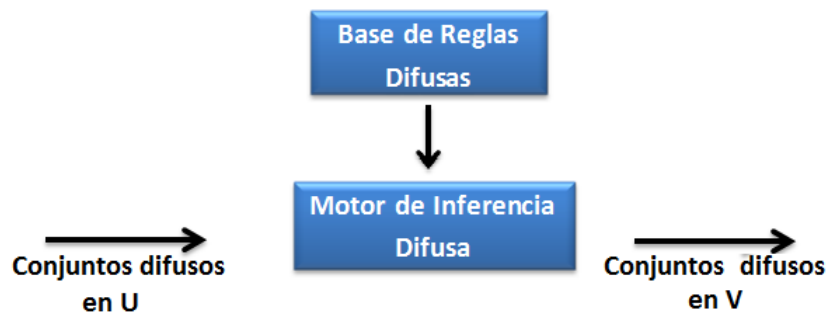 Base de Reglas
Difusas
Motor de Inferencia
Difusa
Conjuntos difusos
en U
Conjuntos difusos
en V